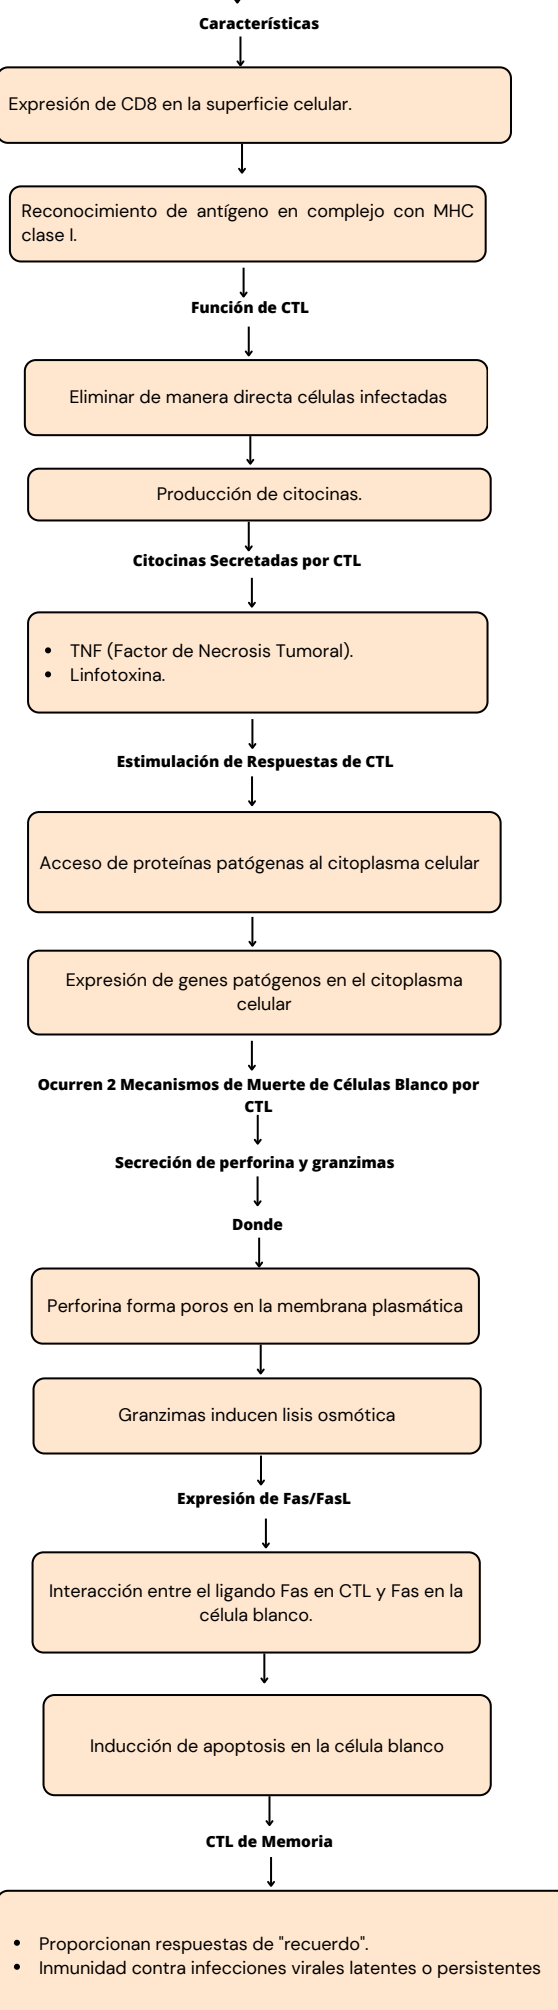 Características
Expresión de CD8 en la superficie celular.
Reconocimiento de antígeno en complejo con MHC
clase I.
Función de CTL
Eliminar de manera directa células infectadas
Producción de citocinas.
Citocinas Secretadas por CTL
• TNF (Factor de Necrosis Tumoral).
• Linfotoxina.
Estimulación de Respuestas de CTL
Acceso de proteínas patógenas al citoplasma celular
Expresión de genes patógenos en el citoplasma
celular
Ocurren 2 Mecanismos de Muerte de Células Blanco por
CTL
Secreción de perforina y granzimas
Donde
Perforina forma poros en la membrana plasmática
Granzimas inducen lisis osmótica
Expresión de Fas/FasL
Interacción entre el ligando Fas en CTL y Fas en la
célula blanco.
Inducción de apoptosis en la célula blanco
CTL de Memoria
• Proporcionan respuestas de "recuerdo".
• Inmunidad contra infecciones virales latentes o persistentes